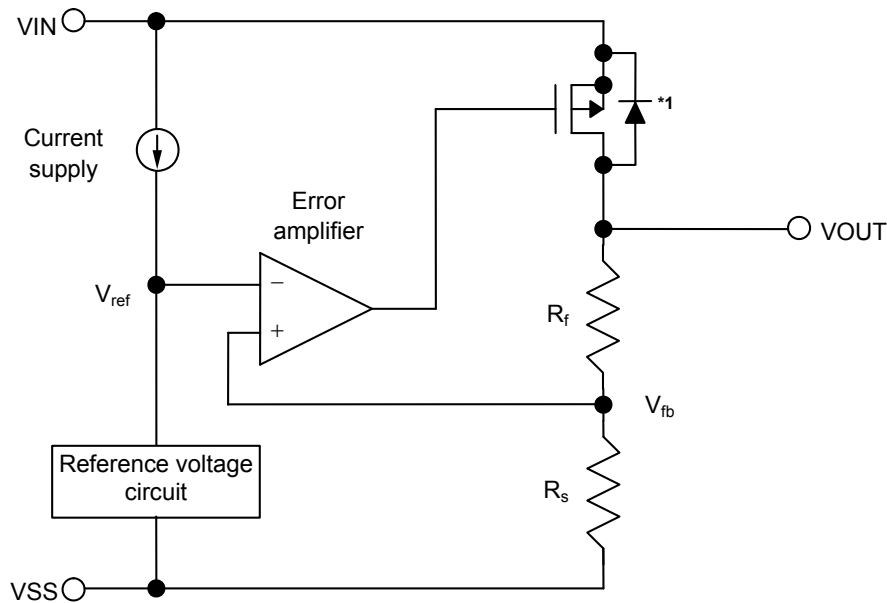 VIN
*1
Current
supply
Error
amplifier
VOUT
Vref
−
+
Rf
Vfb
Reference voltage
circuit
Rs
VSS